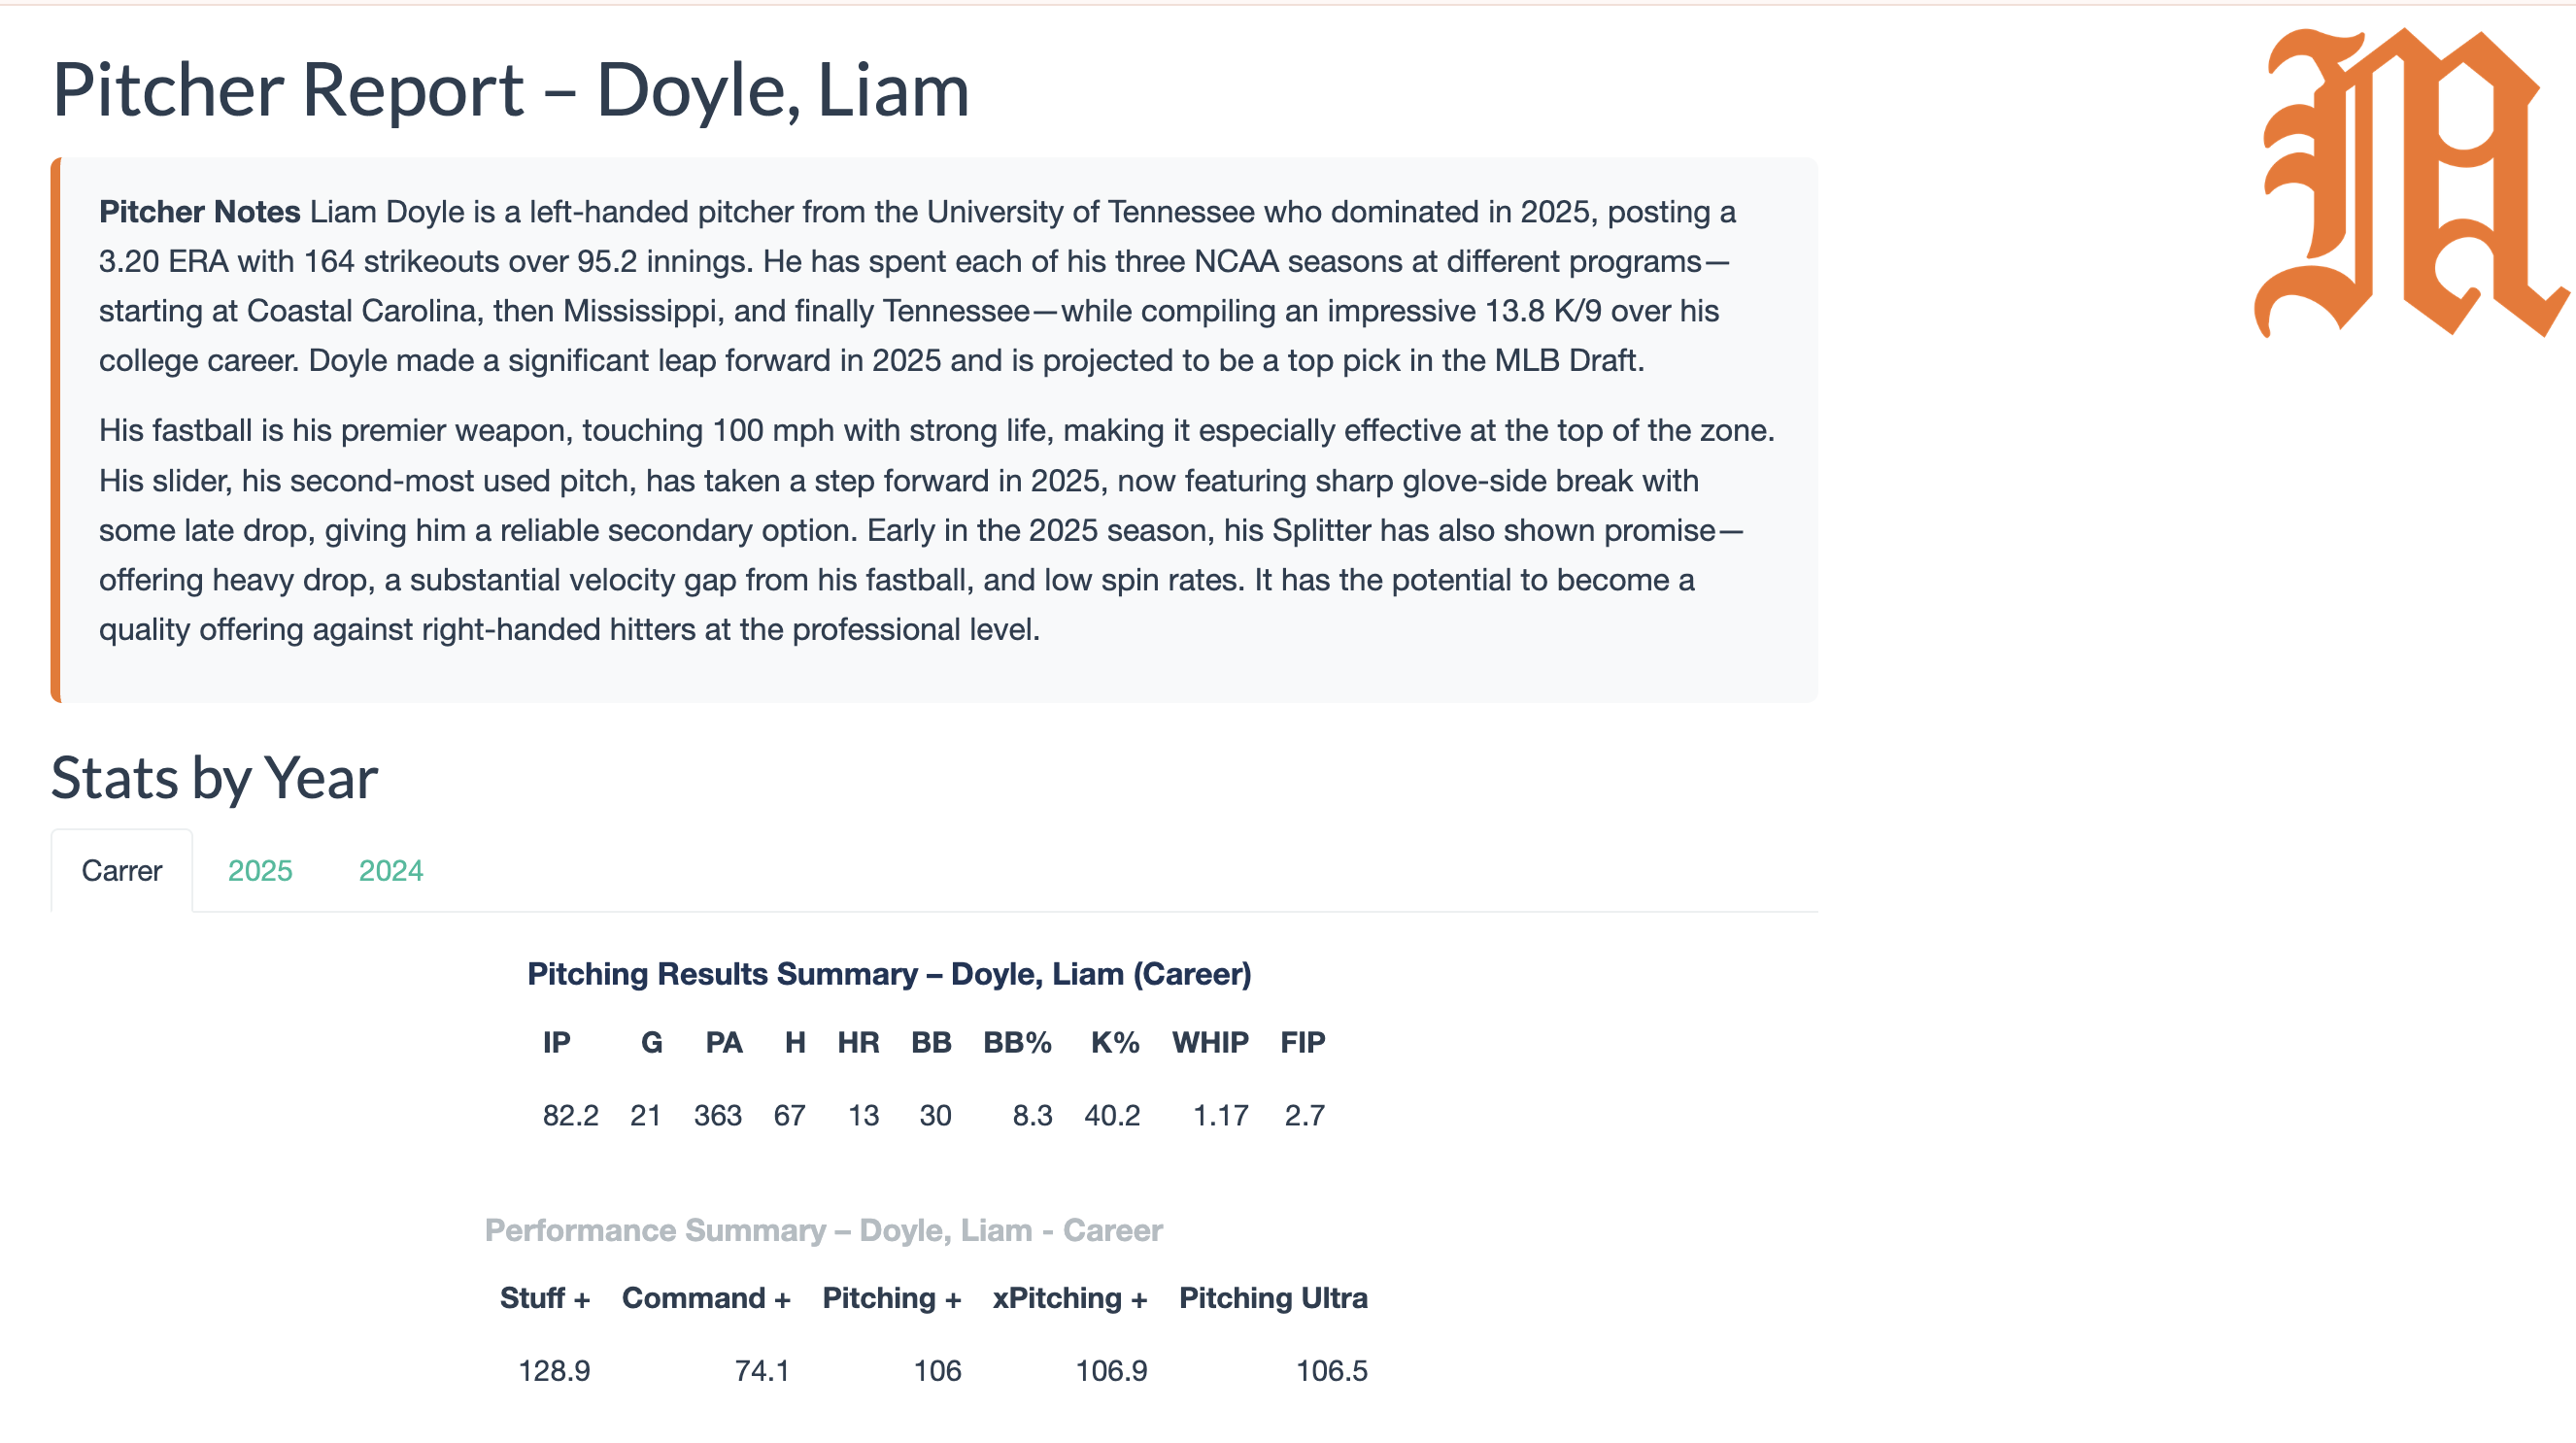 Pitcher Report – Doyle, Liam
Pitcher Notes Liam Doyle is a left-handed pitcher from the University of Tennessee who dominated in 2025, posting a
3.20 ERA with 164 strikeouts over 95.2 innings. He has spent each of his three NCAA seasons at different programs—
starting at Coastal Carolina, then Mississippi, and finally Tennessee—while compiling an impressive 13.8 K/9 over his
college career. Doyle made a significant leap forward in 2025 and is projected to be a top pick in the MLB Draft.
His fastball is his premier weapon, touching 100 mph with strong life, making it especially effective at the top of the zone.
His slider, his second-most used pitch, has taken a step forward in 2025, now featuring sharp glove-side break with
some late drop, giving him a reliable secondary option. Early in the 2025 season, his Splitter has also shown promise—
offering heavy drop, a substantial velocity gap from his fastball, and low spin rates. It has the potential to become a
quality offering against right-handed hitters at the professional level.
Stats by Year
Carrer 2025 2024
Pitching Results Summary – Doyle, Liam (Career)
IP G PA H HR BB BB% K% WHIP FIP
82.2 21 363 67 13 30 8.3 40.2 1.17 2.7
Performance Summary – Doyle, Liam - Career
Stuff + Command + Pitching + xPitching + Pitching Ultra
128.9 74.1 106 106.9 106.5